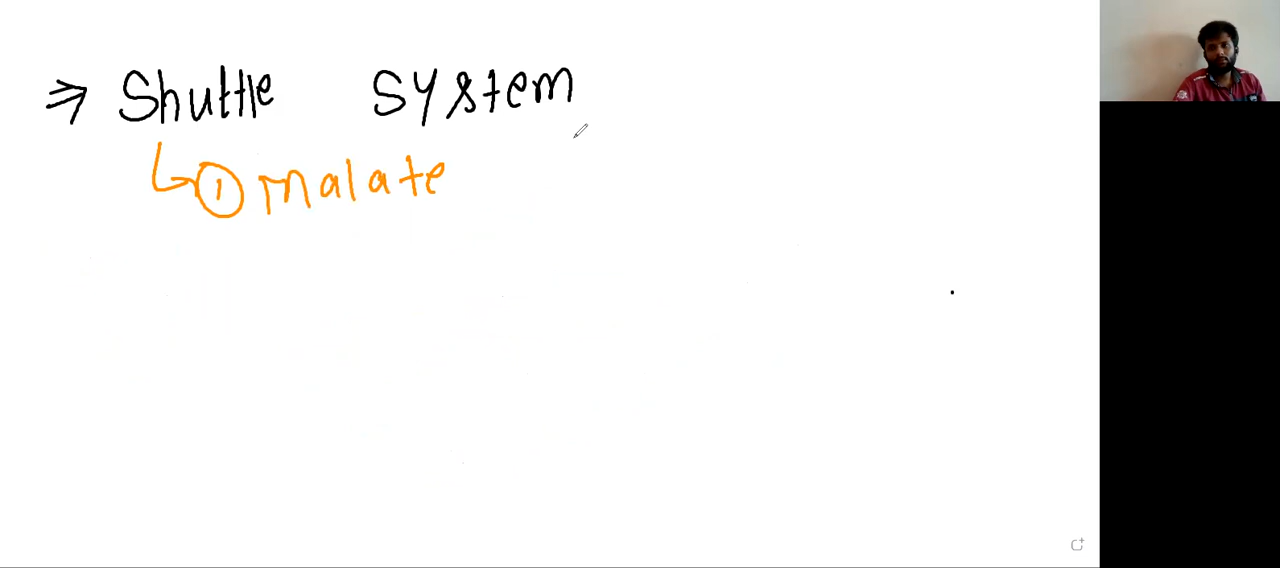 ⇒ Shuttle System
↳ ① malate